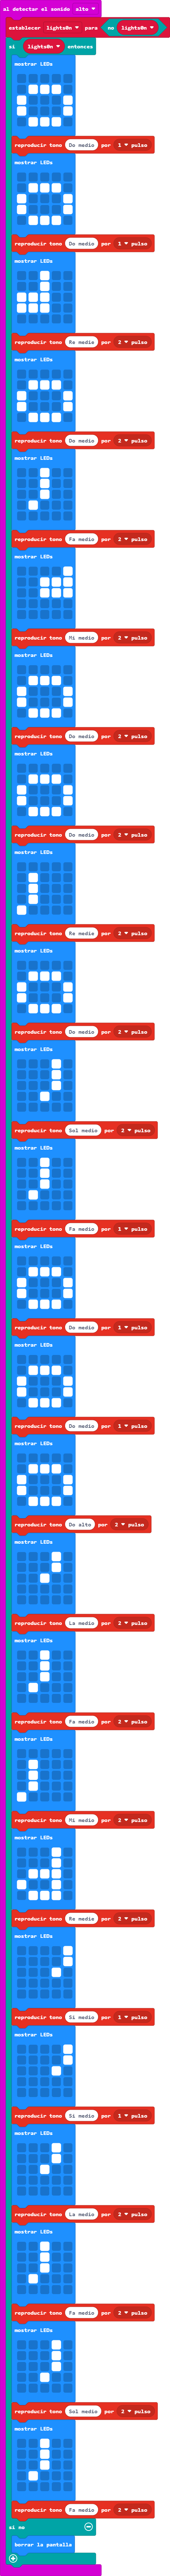 al detectar el sonido alto
establecer lightsOn para no lightsOn
si lightsOn entonces
mostrar LEDs
reproducir tono Do medio por 1 pulso
mostrar LEDs
reproducir tono Do medio por 1 pulso
mostrar LEDs
reproducir tono Re medio por 2 pulso
mostrar LEDs
reproducir tono Do medio por 2 pulso
mostrar LEDs
reproducir tono Fa medio por 2 pulso
mostrar LEDs
reproducir tono Mi medio por 2 pulso
mostrar LEDs
reproducir tono Do medio por 2 pulso
mostrar LEDs
reproducir tono Do medio por 2 pulso
mostrar LEDs
reproducir tono Re medio por 2 pulso
mostrar LEDs
reproducir tono Do medio por 2 pulso
mostrar LEDs
reproducir tono Sol medio por 2 pulso
mostrar LEDs
reproducir tono Fa medio por 1 pulso
mostrar LEDs
reproducir tono Do medio por 1 pulso
mostrar LEDs
reproducir tono Do medio por 1 pulso
mostrar LEDs
reproducir tono Do alto por 2 pulso
mostrar LEDs
reproducir tono La medio por 2 pulso
mostrar LEDs
reproducir tono Fa medio por 2 pulso
mostrar LEDs
reproducir tono Mi medio por 2 pulso
mostrar LEDs
reproducir tono Re medio por 2 pulso
mostrar LEDs
reproducir tono Si medio por 1 pulso
mostrar LEDs
reproducir tono Si medio por 1 pulso
mostrar LEDs
reproducir tono La medio por 2 pulso
mostrar LEDs
reproducir tono Fa medio por 2 pulso
mostrar LEDs
reproducir tono Sol medio por 2 pulso
mostrar LEDs
reproducir tono Fa medio por 2 pulso
si no
borrar la pantalla